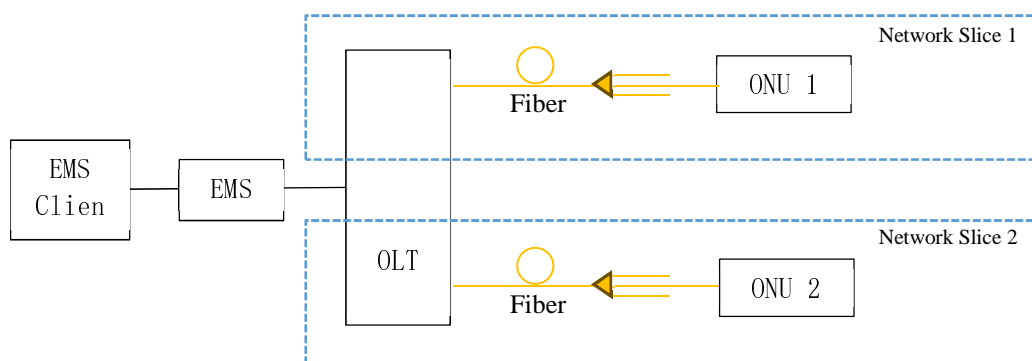 Network Slice 1
ONU 1
Fiber
EMS
Clien
EMS
Network Slice 2
OLT
ONU 2
Fiber